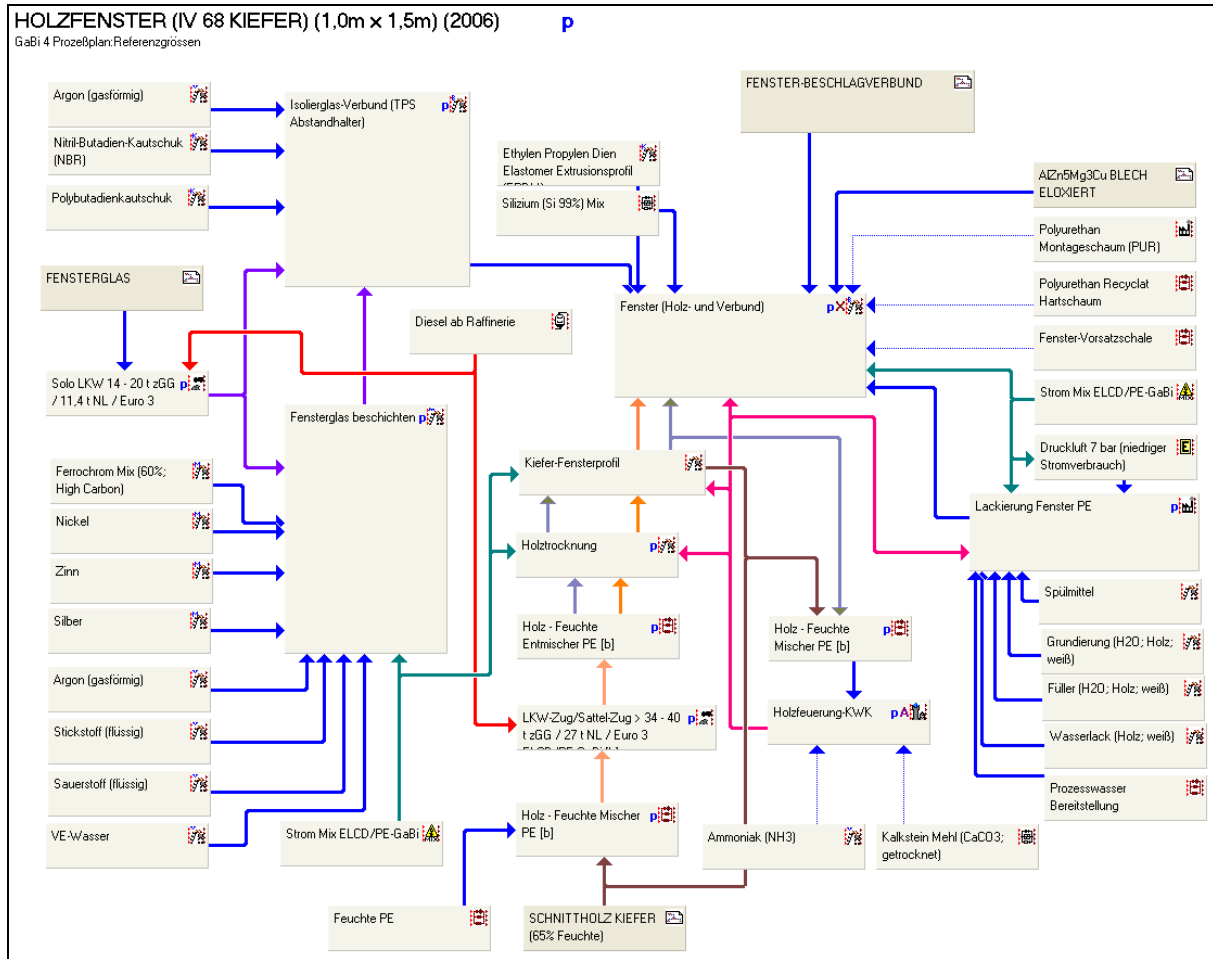 HOLZFENSTER (IV 68 KIEFER) (1,0m x 1,5m) (2006) p
GaBi 4 Prozeßplan:Referenzgrössen
Argon (gasförmig)
Nitril-Butadien-Kautschuk
(NBR)
Polybutadienkautschuk
Isolierglas-Verbund (TPS
Abstandhalter)
p
FENSTER-BESCHLAGVERBUND
Ethylen Propylen Dien
Elastomer Extrusionsprofil
Silizium (Si 99%) Mix
AlZn5Mg3Cu BLECH
ELOXIERT
Polyurethan
Montageschaum (PUR)
Polyurethan Recyclat
Hartschaum
Fenster-Vorsatzschale
Strom Mix ELCD/PE-GaBi
Druckluft 7 bar (niedriger
Stromverbrauch)
E
FENSTERGLAS
Diesel ab Raffinerie
Fenster (Holz- und Verbund)
pX
Solo LKW 14 - 20 t zGG
/ 11,4 t NL / Euro 3
p
Fensterglas beschichten
p
Ferrochrom Mix (60%;
High Carbon)
Nickel
Zinn
Silber
Argon (gasförmig)
Stickstoff (flüssig)
Sauerstoff (flüssig)
VE-Wasser
Strom Mix ELCD/PE-GaBi
Kiefer-Fensterprofil
Holztrocknung
p
Holz - Feuchte
Entmischer PE [b]
p
LKW-Zug/Sattel-Zug > 34 - 40
t zGG / 27 t NL / Euro 3
p
Holz - Feuchte Mischer
PE [b]
p
Feuchte PE
SCHNITTHOLZ KIEFER
(65% Feuchte)
Holz - Feuchte
Mischer PE [b]
p
Holzfeuerung-KWK
pA
Ammoniak (NH3)
Kalkstein Mehl (CaCO3;
getrocknet)
Lackierung Fenster PE
p
Spülmittel
Grundierung (H2O; Holz;
weiß)
Füller (H2O; Holz; weiß)
Wasserlack (Holz; weiß)
Prozesswasser
Bereitstellung